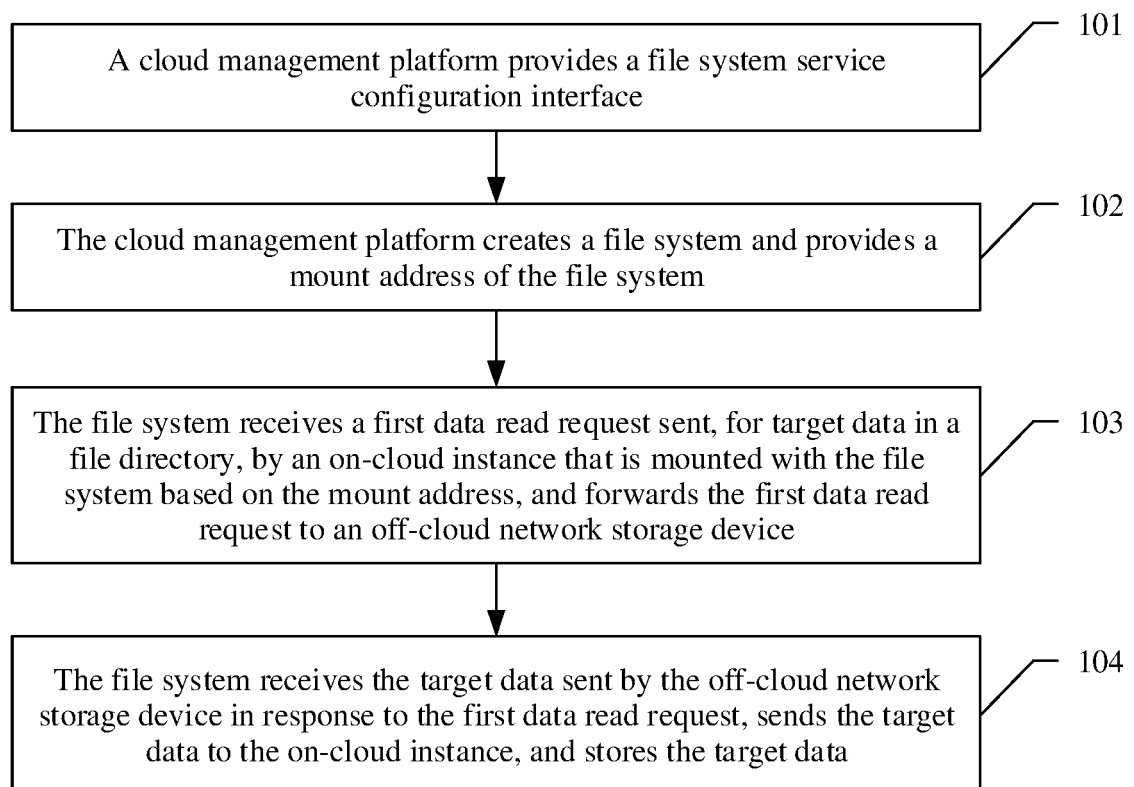 101
A cloud management platform provides a file system service
configuration interface
102
The cloud management platform creates a file system and provides a
mount address of the file system
103
The file system receives a first data read request sent, for target data in a
file directory, by an on-cloud instance that is mounted with the file
system based on the mount address, and forwards the first data read
request to an off-cloud network storage device
104
The file system receives the target data sent by the off-cloud network
storage device in response to the first data read request, sends the target
data to the on-cloud instance, and stores the target data